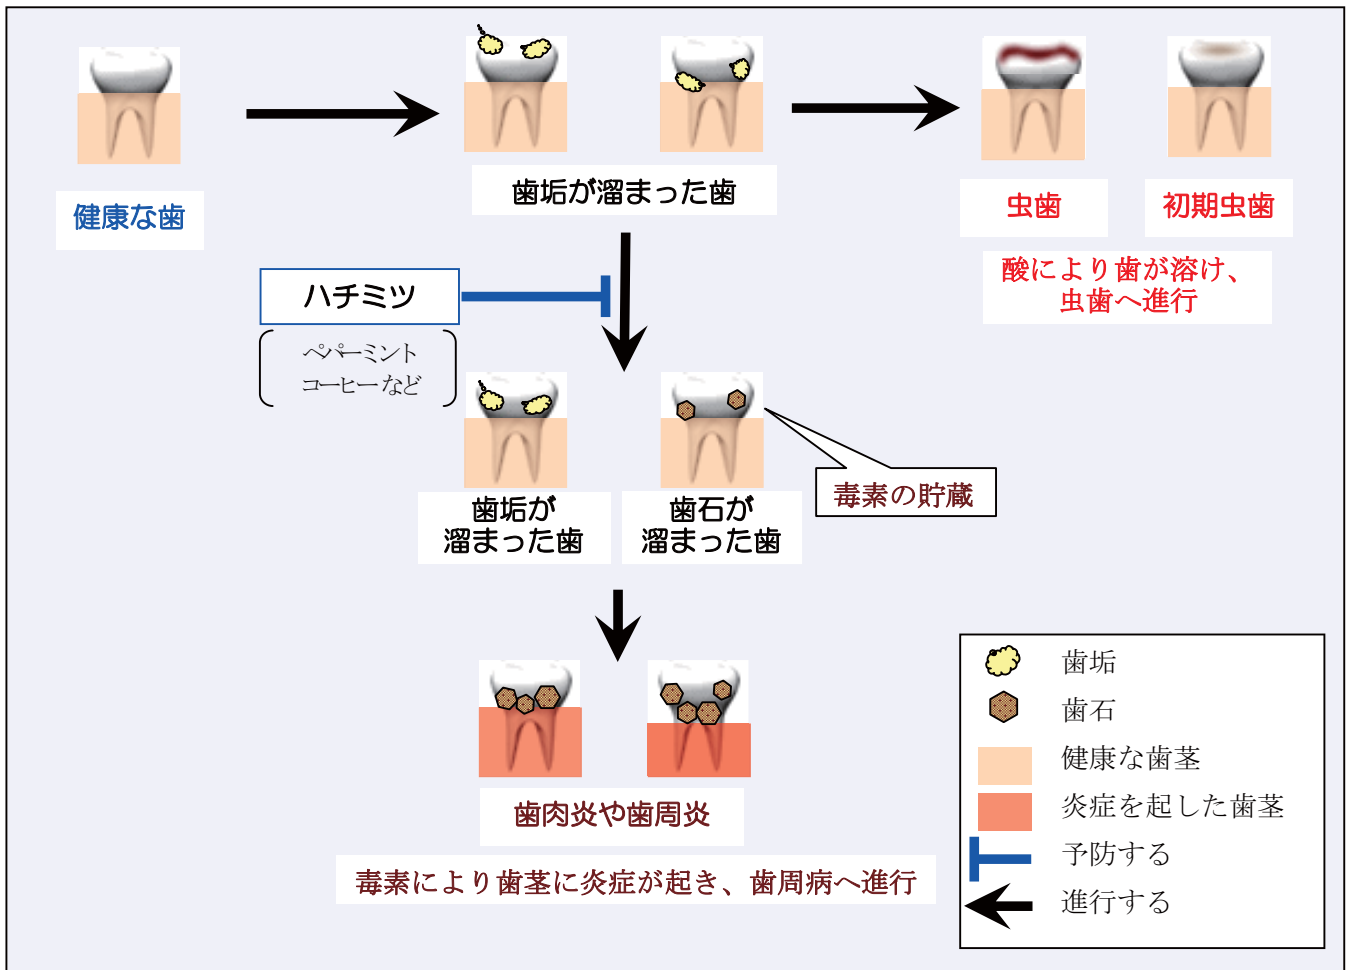 健康な歯
歯垢が溜まった歯
虫歯
初期虫歯
酸により歯が溶け、
虫歯へ進行
ハチミツ
ペパーミント
コーヒーなど
歯垢が
溜まった歯
歯石が
溜まった歯
毒素の貯蔵
歯肉炎や歯周炎
毒素により歯茎に炎症が起き、歯周病へ進行
歯垢
歯石
健康な歯茎
炎症を起した歯茎
予防する
進行する